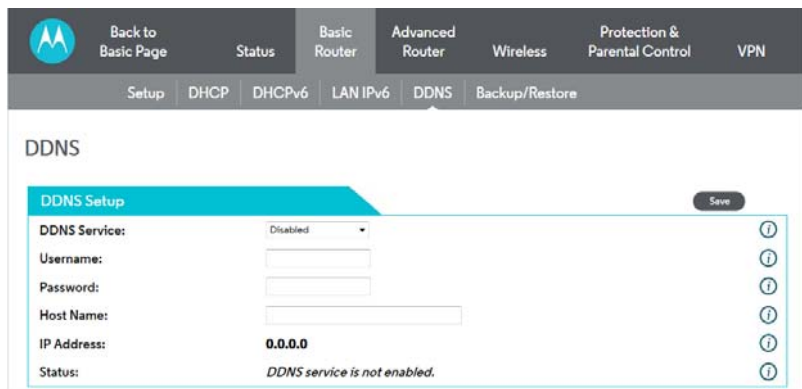 Back to Basic Page
Status
Basic Router
Advanced Router
Wireless
Protection & Parental Control
VPN
Setup
DHCP
DHCPv6
LAN IPv6
DDNS
Backup/Restore
DDNS
DDNS Setup
Save
DDNS Service: Disabled
Username:
Password:
Host Name:
IP Address: 0.0.0.0
Status: DDNS service is not enabled.